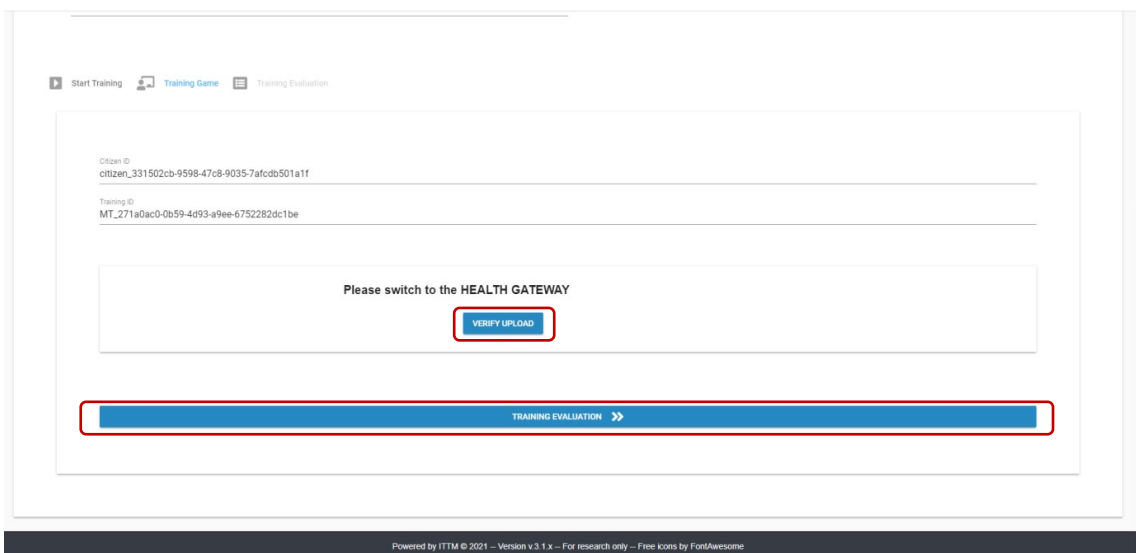 Start Training Training Game Training Evaluation
Citizen ID
citizen_331502cb-9598-47c8-9035-7afcdb501a1f
Training ID
MT_271a0ac0-0b59-4d93-a9ee-6752282dc1be
Please switch to the HEALTH GATEWAY
VERIFY UPLOAD
TRAINING EVALUATION
Powered by ITTM © 2021 – Version v.3.1.x – For research only – Free icons by FontAwesome